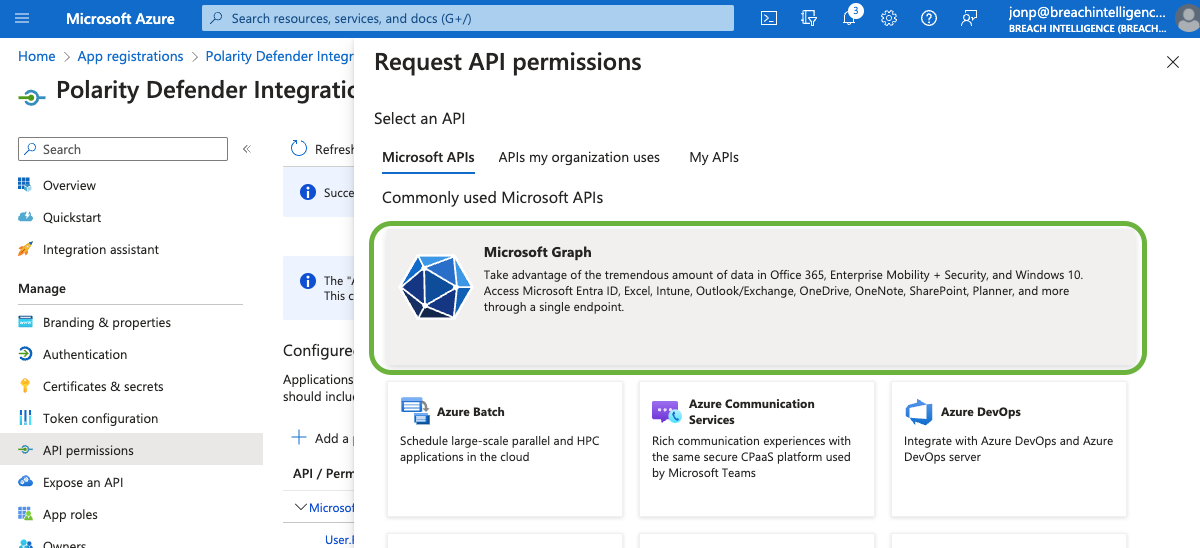 Microsoft Azure
Search resources, services, and docs (G+/)
3
jonp@breachintelligenc...
BREACH INTELLIGENCE (BREACH...
Home > App registrations > Polarity Defender Integr
Polarity Defender Integratio
Search
«
Overview
Quickstart
Integration assistant
Manage
Branding & properties
Authentication
Certificates & secrets
Token configuration
API permissions
Expose an API
App roles
Owners
Refresh
Succe
The "A
This c
Configured
Applications
should inclu
Add a p
API / Perm
Microsof
User.
Request API permissions
Select an API
Microsoft APIs
APIs my organization uses
My APIs
Commonly used Microsoft APIs
Microsoft Graph
Take advantage of the tremendous amount of data in Office 365, Enterprise Mobility + Security, and Windows 10.
Access Microsoft Entra ID, Excel, Intune, Outlook/Exchange, OneDrive, OneNote, SharePoint, Planner, and more
through a single endpoint.
Azure Batch
Schedule large-scale parallel and HPC
applications in the cloud
Azure Communication
Services
Rich communication experiences with
the same secure CPaaS platform used
by Microsoft Teams
Azure DevOps
Integrate with Azure DevOps and Azure
DevOps server